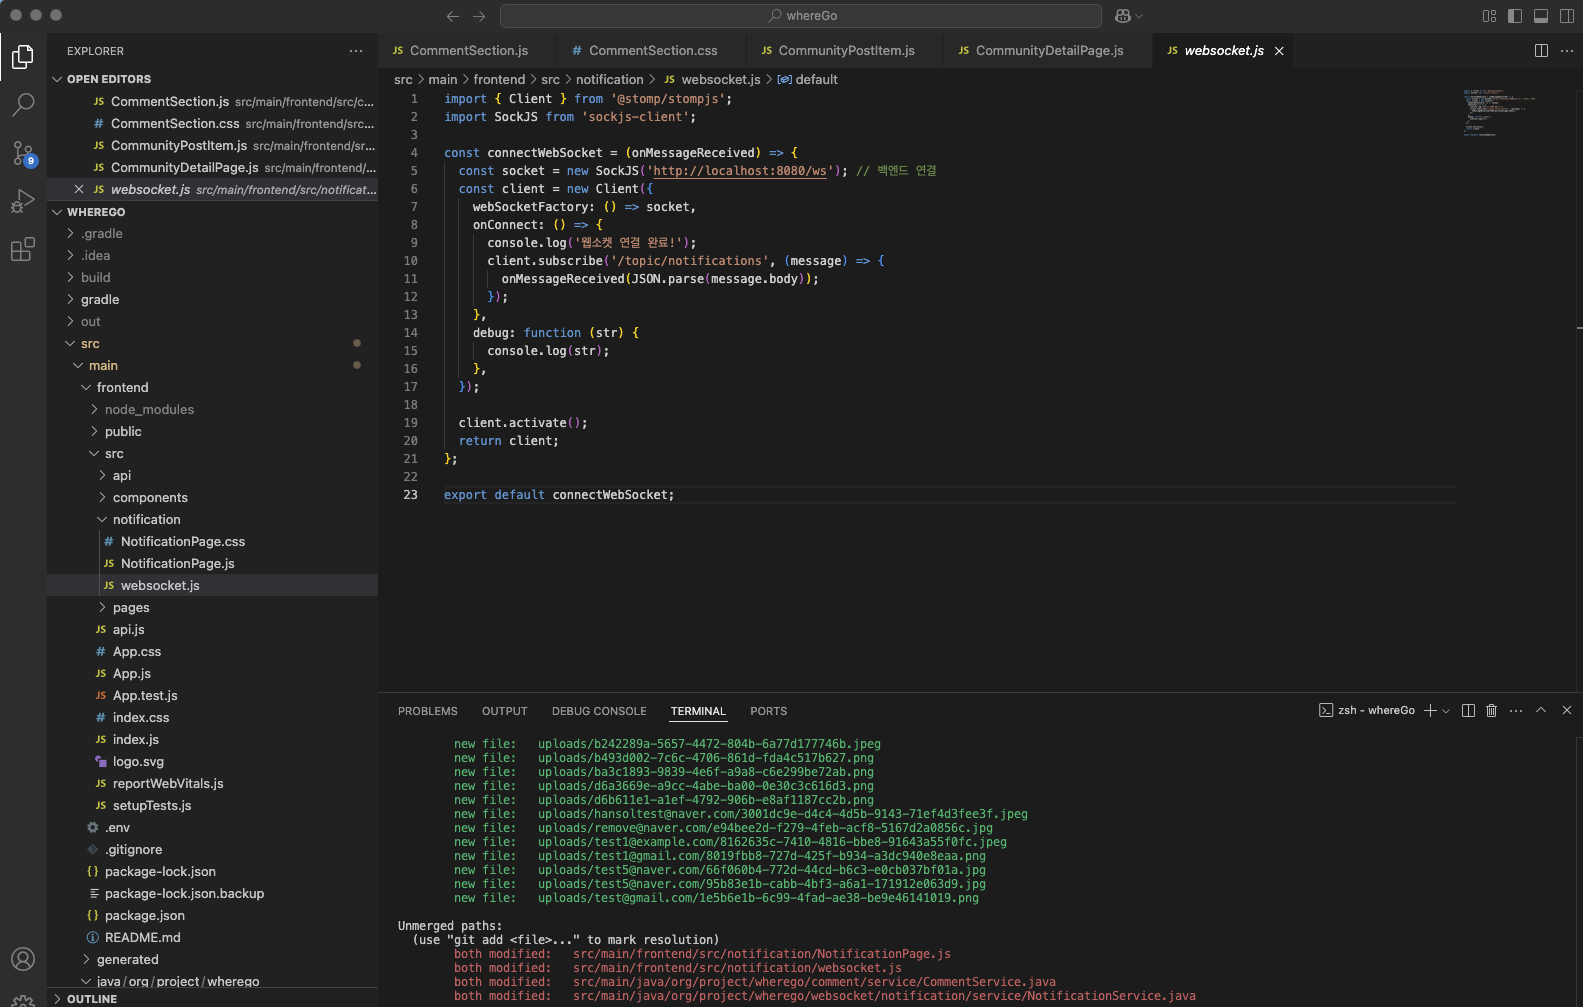 whereGo
EXPLORER
OPEN EDITORS
JS CommentSection.js src/main/frontend/src/c...
# CommentSection.css src/main/frontend/src...
JS CommunityPostItem.js src/main/frontend/sr...
JS CommunityDetailPage.js src/main/frontend/...
JS websocket.js src/main/frontend/src/notificat...
9
WHEREGO
.gradle
.idea
build
gradle
out
src
main
frontend
node_modules
public
src
api
components
notification
# NotificationPage.css
JS NotificationPage.js
JS websocket.js
pages
JS api.js
# App.css
JS App.js
JS App.test.js
# index.css
JS index.js
logo.svg
JS reportWebVitals.js
JS setupTests.js
.env
.gitignore
{} package-lock.json
package-lock.json.backup
{} package.json
README.md
generated
java/org/project/wherego
OUTLINE
JS CommentSection.js
# CommentSection.css
JS CommunityPostItem.js
JS CommunityDetailPage.js
JS websocket.js
src > main > frontend > src > notification > JS websocket.js > default
1 import { Client } from '@stomp/stompjs';
2 import SockJS from 'sockjs-client';
3
4 const connectWebSocket = (onMessageReceived) => {
5 const socket = new SockJS('http://localhost:8080/ws'); // 백엔드 연결
6 const client = new Client({
7 webSocketFactory: () => socket,
8 onConnect: () => {
9 console.log('웹소켓 연결 완료!');
10 client.subscribe('/topic/notifications', (message) => {
11 onMessageReceived(JSON.parse(message.body));
12 });
13 },
14 debug: function (str) {
15 console.log(str);
16 },
17 });
18
19 client.activate();
20 return client;
21 };
22
23 export default connectWebSocket;
PROBLEMS
OUTPUT
DEBUG CONSOLE
TERMINAL
PORTS
zsh - whereGo
new file: uploads/b242289a-5657-4472-804b-6a77d177746b.jpeg
new file: uploads/b493d002-7c6c-4706-861d-fda4c517b627.png
new file: uploads/ba3c1893-9839-4e6f-a9a8-c6e299be72ab.png
new file: uploads/d6a3669e-a9cc-4abe-ba00-0e30c3c616d3.png
new file: uploads/d6b611e1-a1ef-4792-906b-e8af1187cc2b.png
new file: uploads/hansoltest@naver.com/3001dc9e-d4c4-4d5b-9143-71ef4d3fee3f.jpeg
new file: uploads/remove@naver.com/e94bee2d-f279-4feb-acf8-5167d2a0856c.jpg
new file: uploads/test1@example.com/8162635c-7410-4816-bbe8-91643a55f0fc.jpeg
new file: uploads/test1@gmail.com/8019fbb8-727d-425f-b934-a3dc940e8eaa.png
new file: uploads/test5@naver.com/66f060b4-772d-44cd-b6c3-e0cb037bf01a.jpg
new file: uploads/test5@naver.com/95b83e1b-cabb-4bf3-a6a1-171912e063d9.jpg
new file: uploads/test@gmail.com/1e5b6e1b-6c99-4fad-ae38-be9e46141019.png
Unmerged paths:
(use "git add <file>..." to mark resolution)
both modified: src/main/frontend/src/notification/NotificationPage.js
both modified: src/main/frontend/src/notification/websocket.js
both modified: src/main/java/org/project/wherego/comment/service/CommentService.java
both modified: src/main/java/org/project/wherego/websocket/notification/service/NotificationService.java